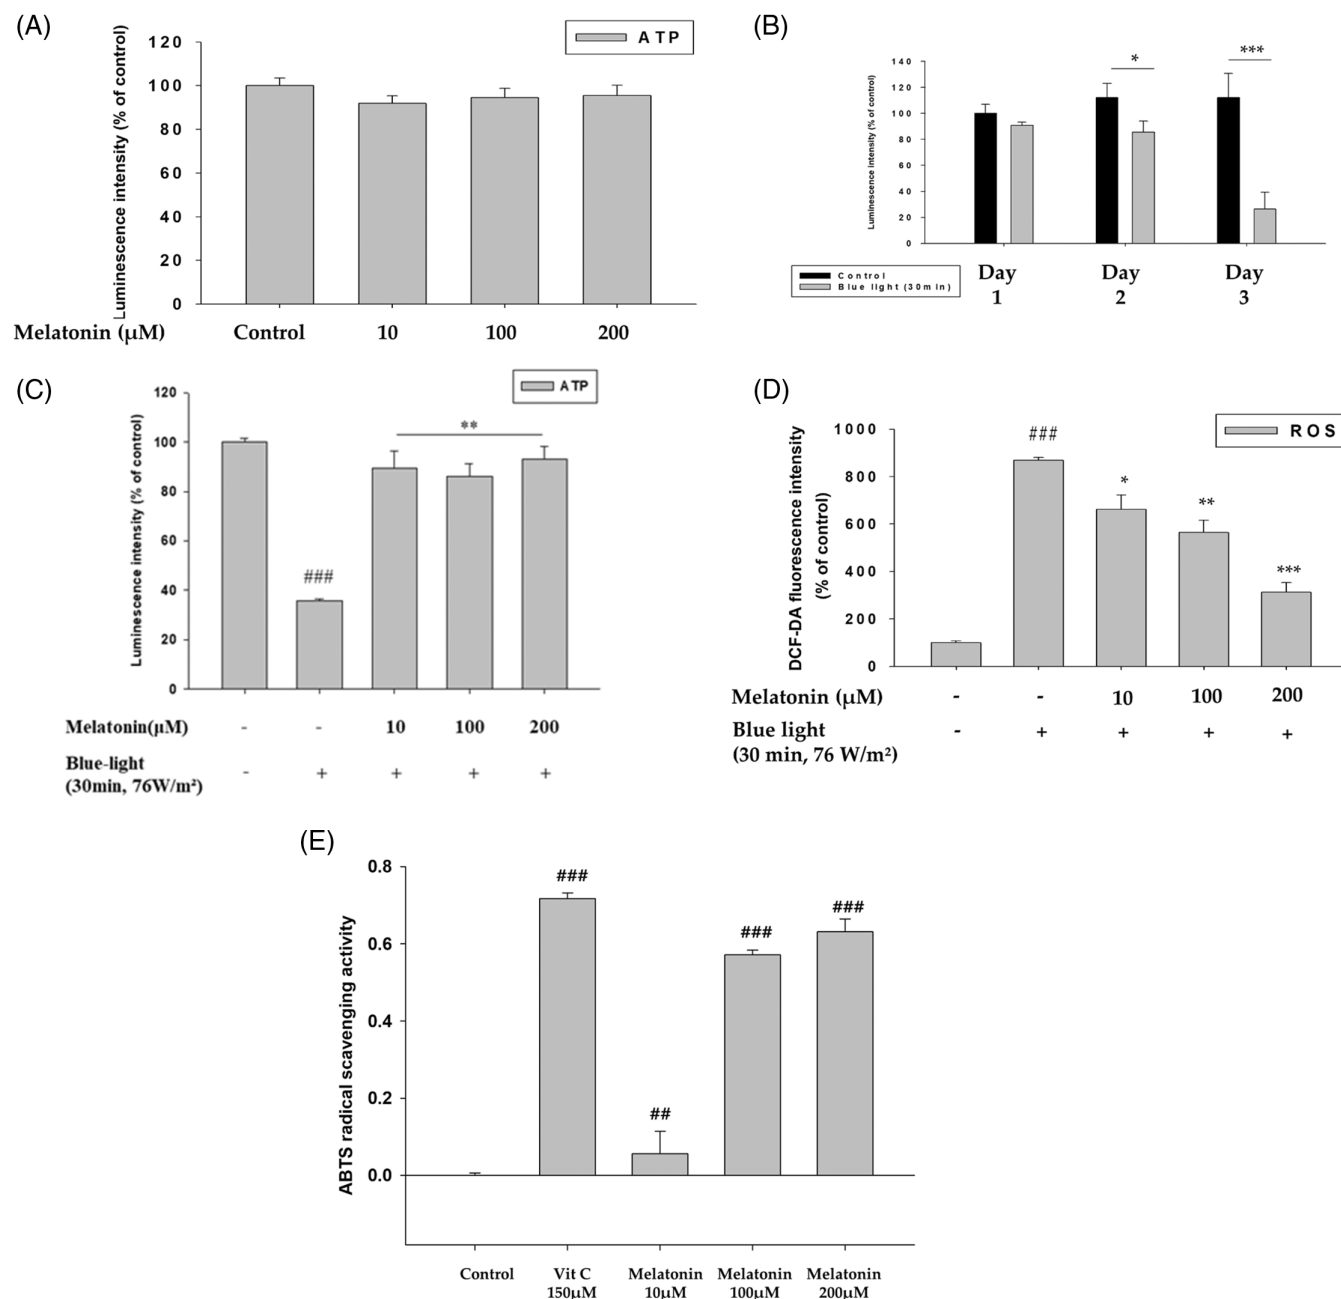 (A)
120
100
80
60
40
20
0
Luminescence intensity (% of control)
ATP
Melatonin (µM) Control 10 100 200
(B)
140
120
100
80
60
40
20
0
Luminescence intensity (% of control)
*
***
Control
Blue light (30min)
Day Day Day
1 2 3
(C)
120
100
80
60
40
20
0
Luminescence intensity (% of control)
ATP
###
**
Melatonin(µM) - - 10 100 200
Blue-light
(30min, 76W/m²) - + + + +
(D)
1000
800
600
400
200
0
DCF-DA fluorescence intensity
(% of control)
ROS
###
*
**
***
Melatonin (µM) - - 10 100 200
Blue light - + + + +
(30 min, 76 W/m²)
(E)
0.8
0.6
0.4
0.2
0.0
ABTS radical scavenging activity
###
##
###
###
Control Vit C Melatonin Melatonin Melatonin
150µM 10µM 100µM 200µM